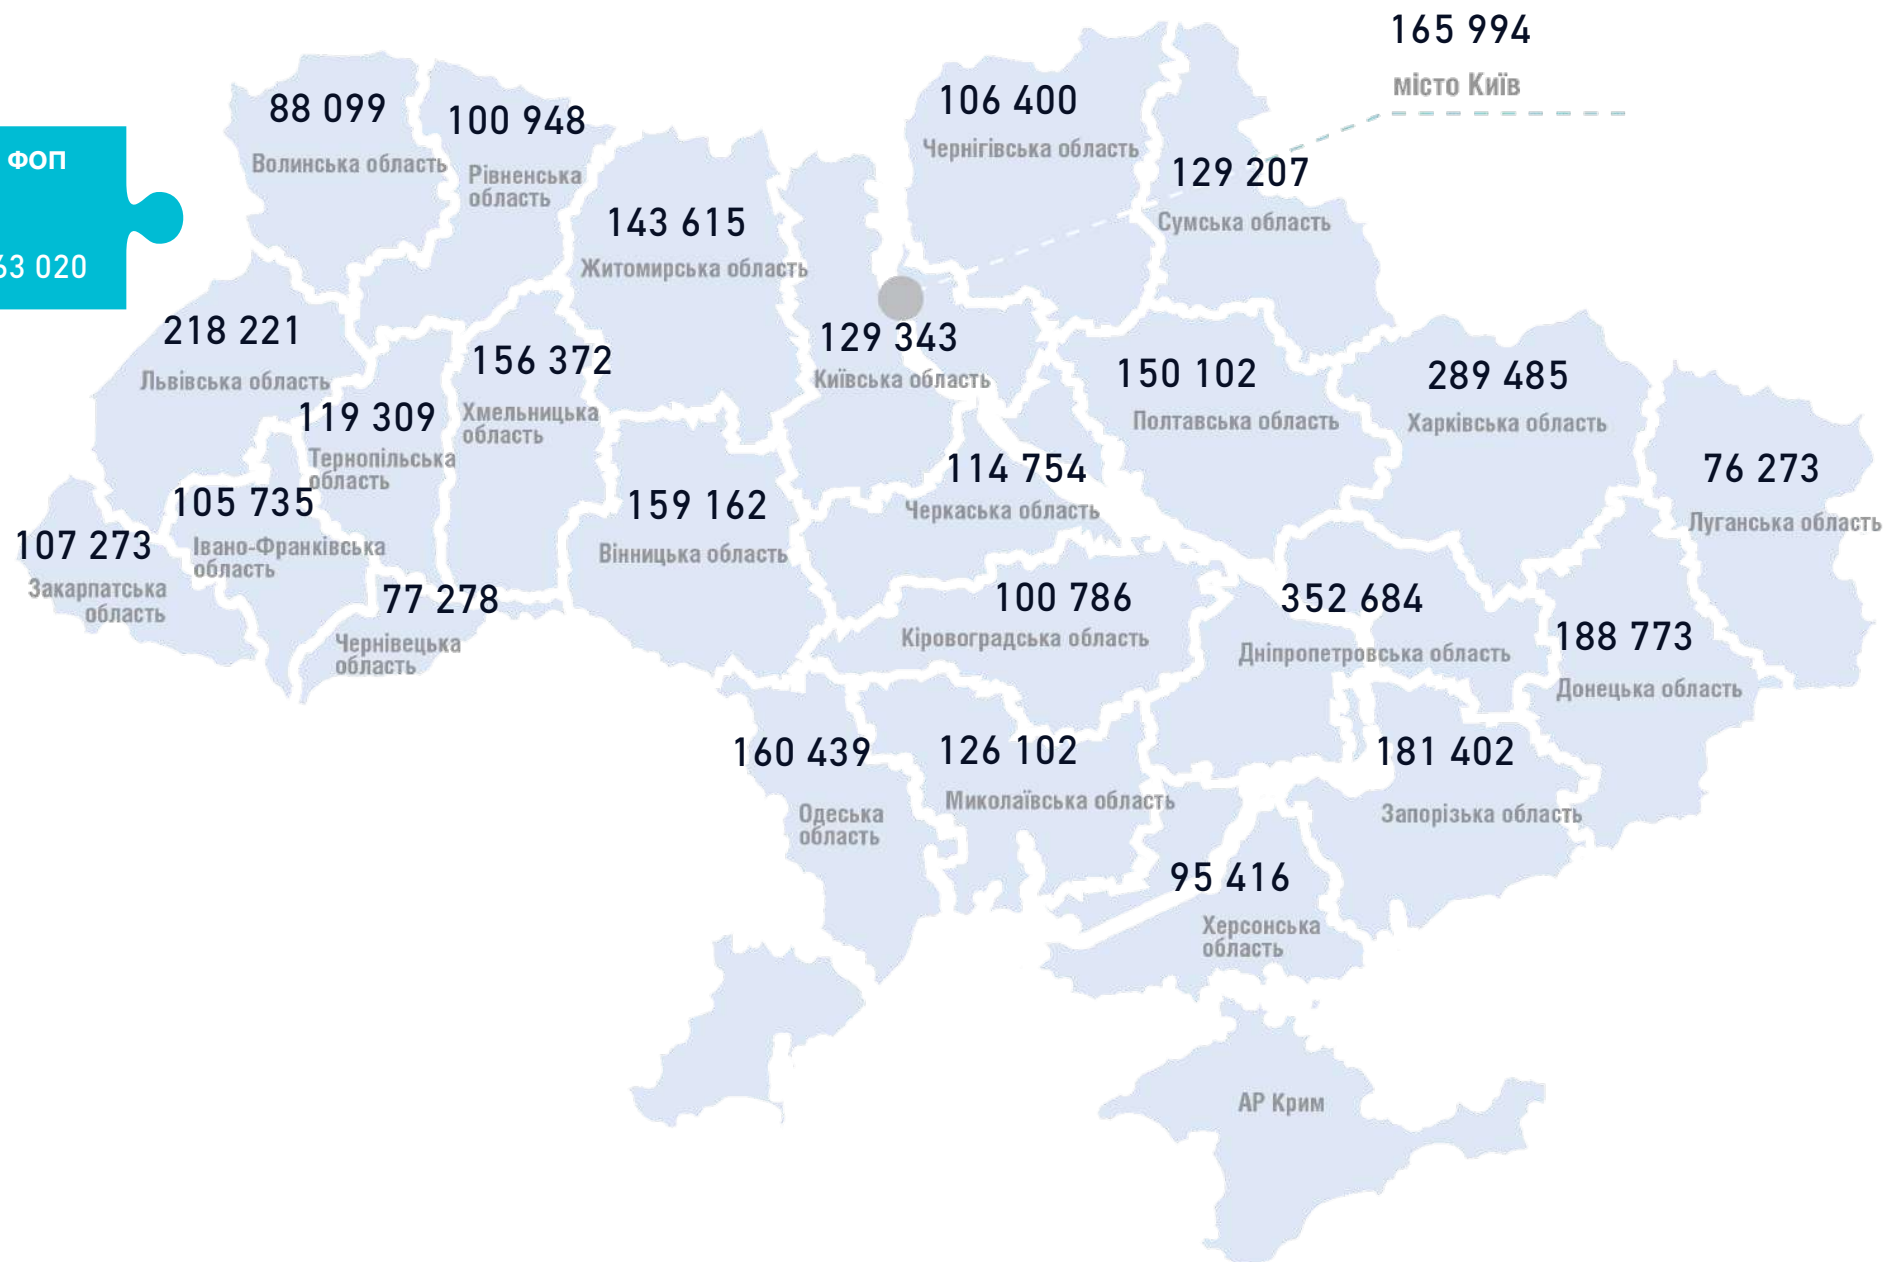 165 994
місто Київ
ФОП
63 020
88 099
Волинська область
100 948
Рівненська
область
143 615
Житомирська область
106 400
Чернігівська область
129 207
Сумська область
218 221
Львівська область
119 309
Тернопільська
область
156 372
Хмельницька
область
129 343
Київська область
150 102
Полтавська область
289 485
Харківська область
76 273
Луганська область
107 273
Закарпатська
область
105 735
Івано-Франківська
область
77 278
Чернівецька
область
159 162
Вінницька область
114 754
Черкаська область
100 786
Кіровоградська область
352 684
Дніпропетровська область
188 773
Донецька область
160 439
Одеська
область
126 102
Миколаївська область
181 402
Запорізька область
95 416
Херсонська
область
АР Крим